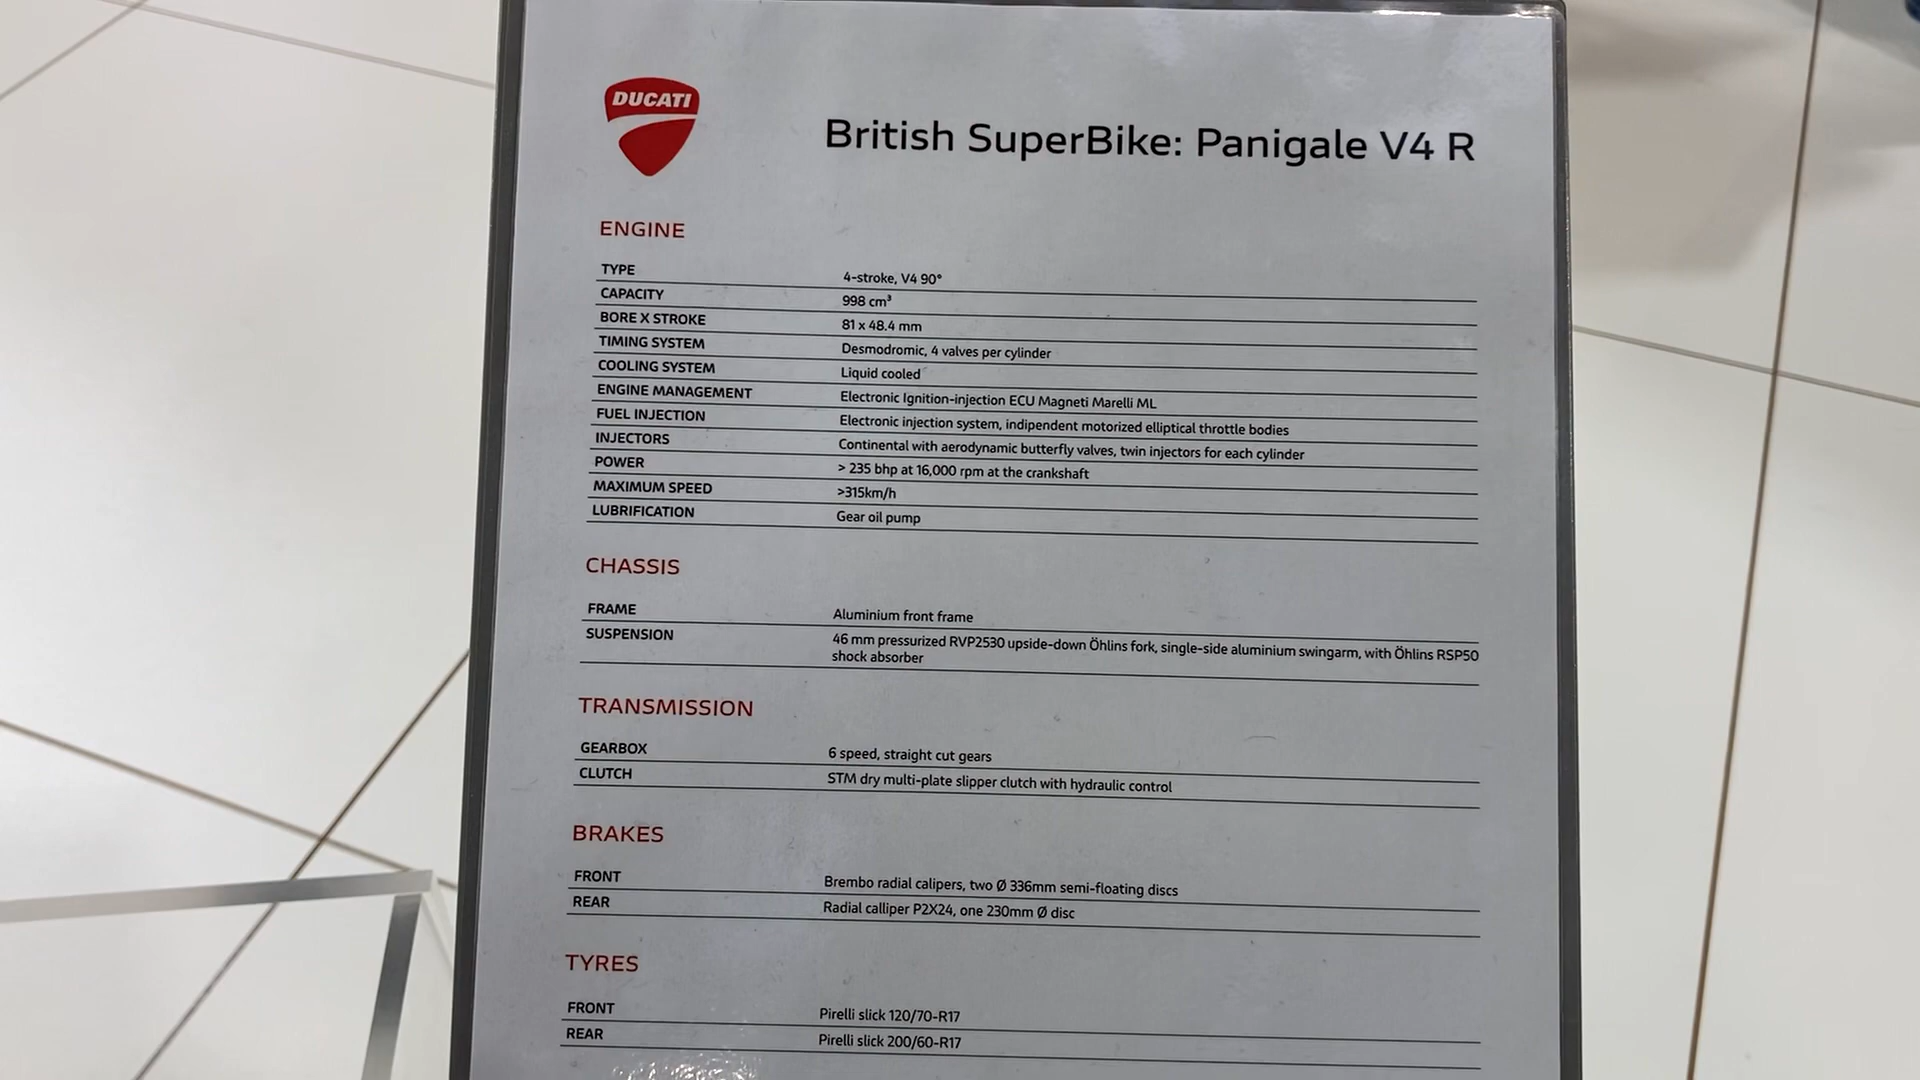 DUCATI
British SuperBike: Panigale V4 R
ENGINE
TYPE 4-stroke, V4 90°
CAPACITY 998 cm³
BORE X STROKE 81 x 48.4 mm
TIMING SYSTEM Desmodromic, 4 valves per cylinder
COOLING SYSTEM Liquid cooled
ENGINE MANAGEMENT Electronic Ignition-injection ECU Magneti Marelli ML
FUEL INJECTION Electronic injection system, indipendent motorized elliptical throttle bodies
INJECTORS Continental with aerodynamic butterfly valves, twin injectors for each cylinder
POWER > 235 bhp at 16,000 rpm at the crankshaft
MAXIMUM SPEED >315km/h
LUBRIFICATION Gear oil pump
CHASSIS
FRAME Aluminium front frame
SUSPENSION 46 mm pressurized RVP2530 upside-down Öhlins fork, single-side aluminium swingarm, with Öhlins RSP50
shock absorber
TRANSMISSION
GEARBOX 6 speed, straight cut gears
CLUTCH STM dry multi-plate slipper clutch with hydraulic control
BRAKES
FRONT Brembo radial calipers, two Ø 336mm semi-floating discs
REAR Radial calliper P2X24, one 230mm Ø disc
TYRES
FRONT Pirelli slick 120/70-R17
REAR Pirelli slick 200/60-R17